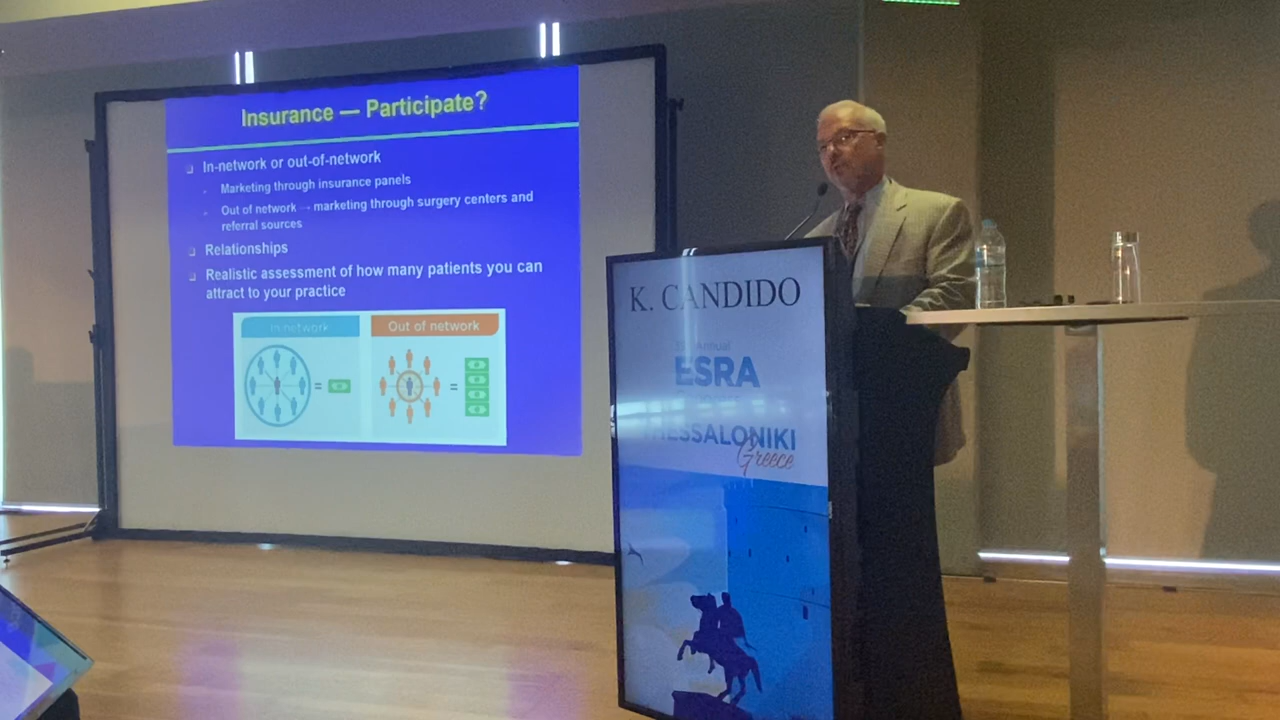 Insurance — Participate?
In-network or out-of-network
Marketing through insurance panels
Out of network → marketing through surgery centers and
referral sources
Relationships
Realistic assessment of how many patients you can
attract to your practice
In network
Out of network
=
=
K. CANDIDO
Annual
ESRA
THESSALONIKI
Greece